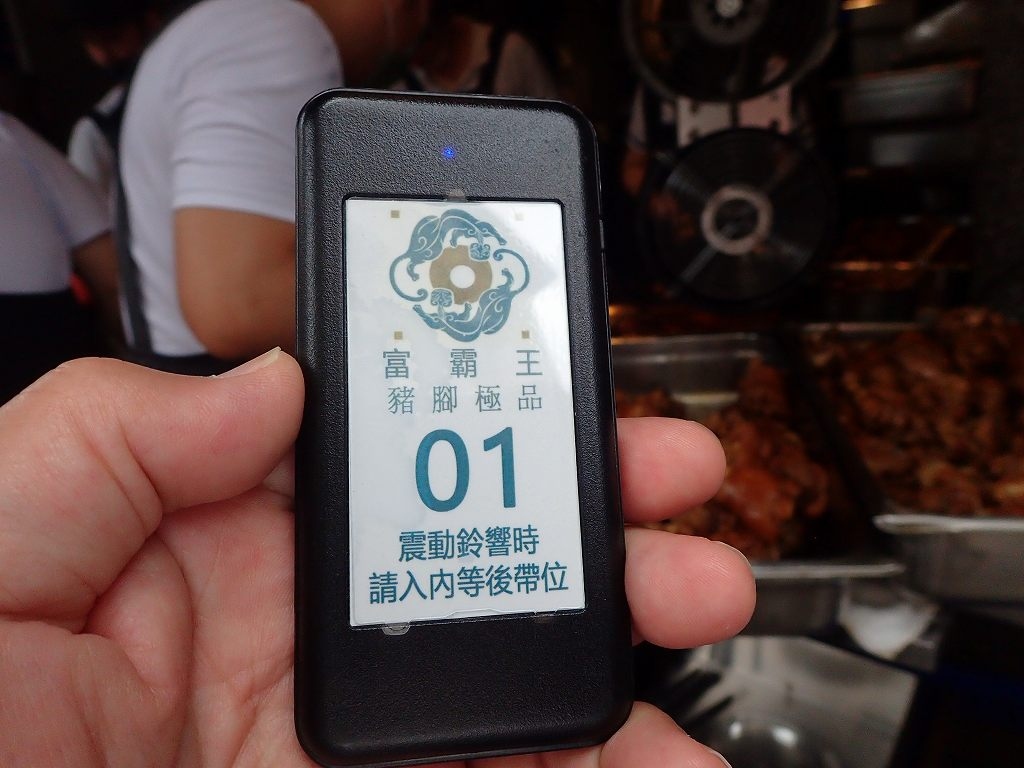 富霸王
豬腳極品
01
震動鈴響時
請入內等後帶位